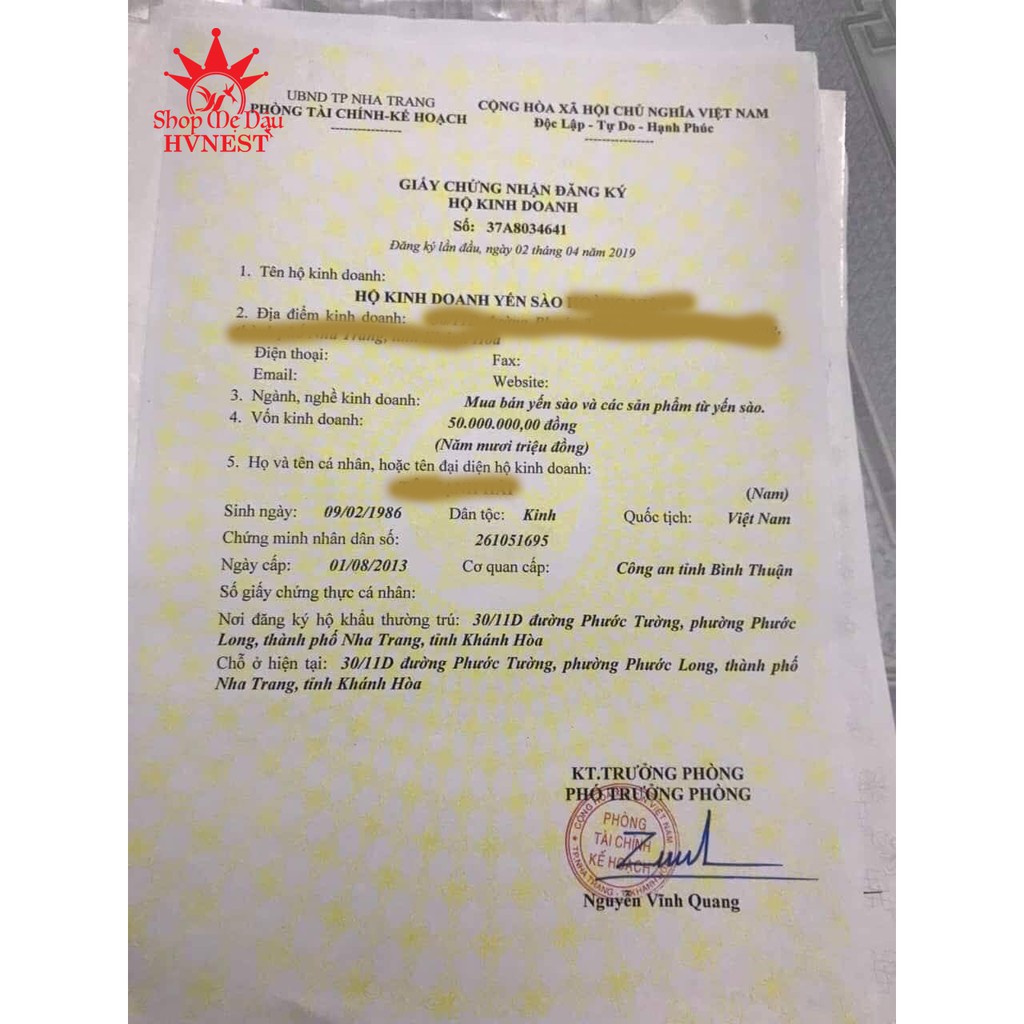 Shop Mẹ Dậu
HVNEST
UBND TP NHA TRANG
PHÒNG TÀI CHÍNH-KẾ HOẠCH
CỘNG HÒA XÃ HỘI CHỦ NGHĨA VIỆT NAM
Độc Lập - Tự Do - Hạnh Phúc
GIẤY CHỨNG NHẬN ĐĂNG KÝ
HỘ KINH DOANH
Số: 37A8034641
Đăng ký lần đầu, ngày 02 tháng 04 năm 2019
1. Tên hộ kinh doanh:
HỘ KINH DOANH YẾN SÀO
2. Địa điểm kinh doanh:
Nha Trang, Hòa
Điện thoại: Fax:
Email: Website:
3. Ngành, nghề kinh doanh: Mua bán yến sào và các sản phẩm từ yến sào.
4. Vốn kinh doanh: 50.000.000,00 đồng
(Năm mươi triệu đồng)
5. Họ và tên cá nhân, hoặc tên đại diện hộ kinh doanh:
(Nam)
Sinh ngày: 09/02/1986 Dân tộc: Kinh Quốc tịch: Việt Nam
Chứng minh nhân dân số: 261051695
Ngày cấp: 01/08/2013 Cơ quan cấp: Công an tỉnh Bình Thuận
Số giấy chứng thực cá nhân:
Nơi đăng ký hộ khẩu thường trú: 30/11D đường Phước Tường, phường Phước
Long, thành phố Nha Trang, tỉnh Khánh Hòa
Chỗ ở hiện tại: 30/11D đường Phước Tường, phường Phước Long, thành phố
Nha Trang, tỉnh Khánh Hòa
KT.TRƯỞNG PHÒNG
PHÓ TRƯỞNG PHÒNG
PHÒNG
TÀI CHÍNH
KẾ HOẠCH
Nguyễn Vĩnh Quang